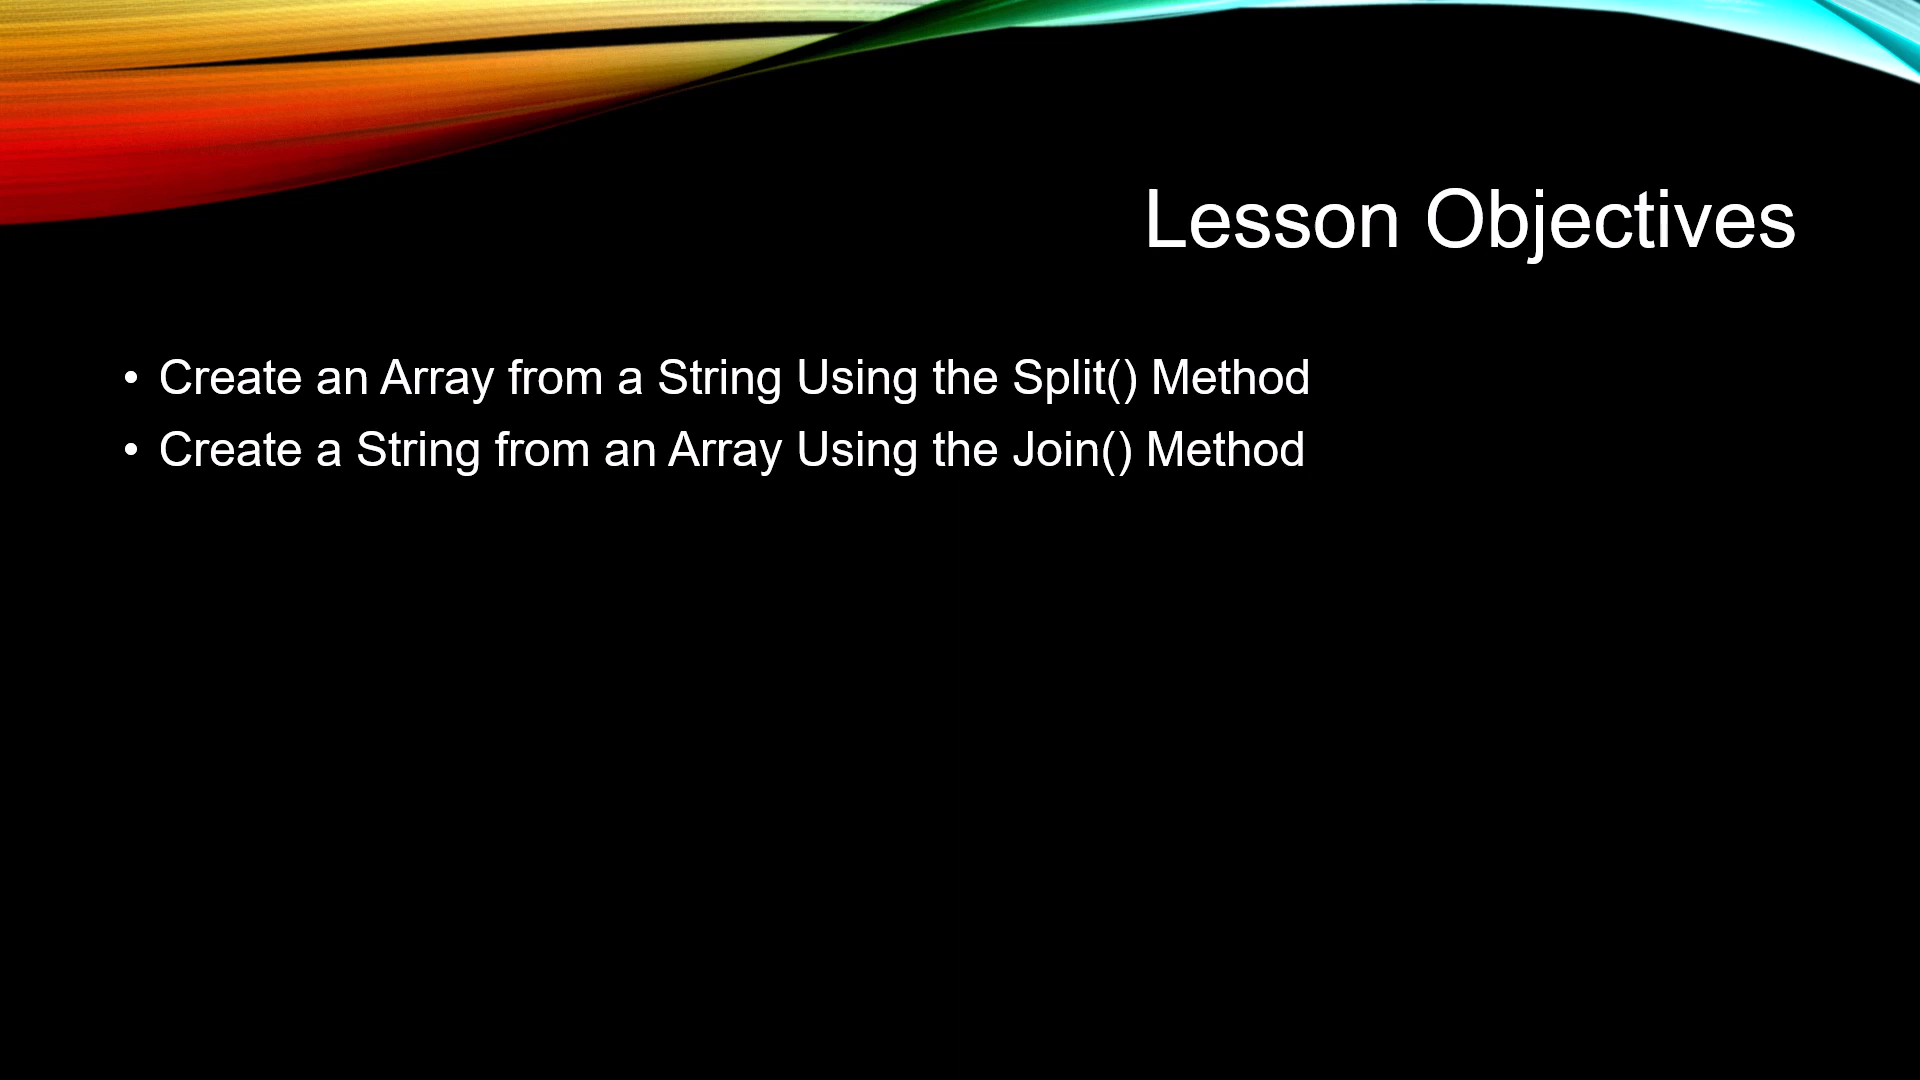 Lesson Objectives
• Create an Array from a String Using the Split() Method
• Create a String from an Array Using the Join() Method